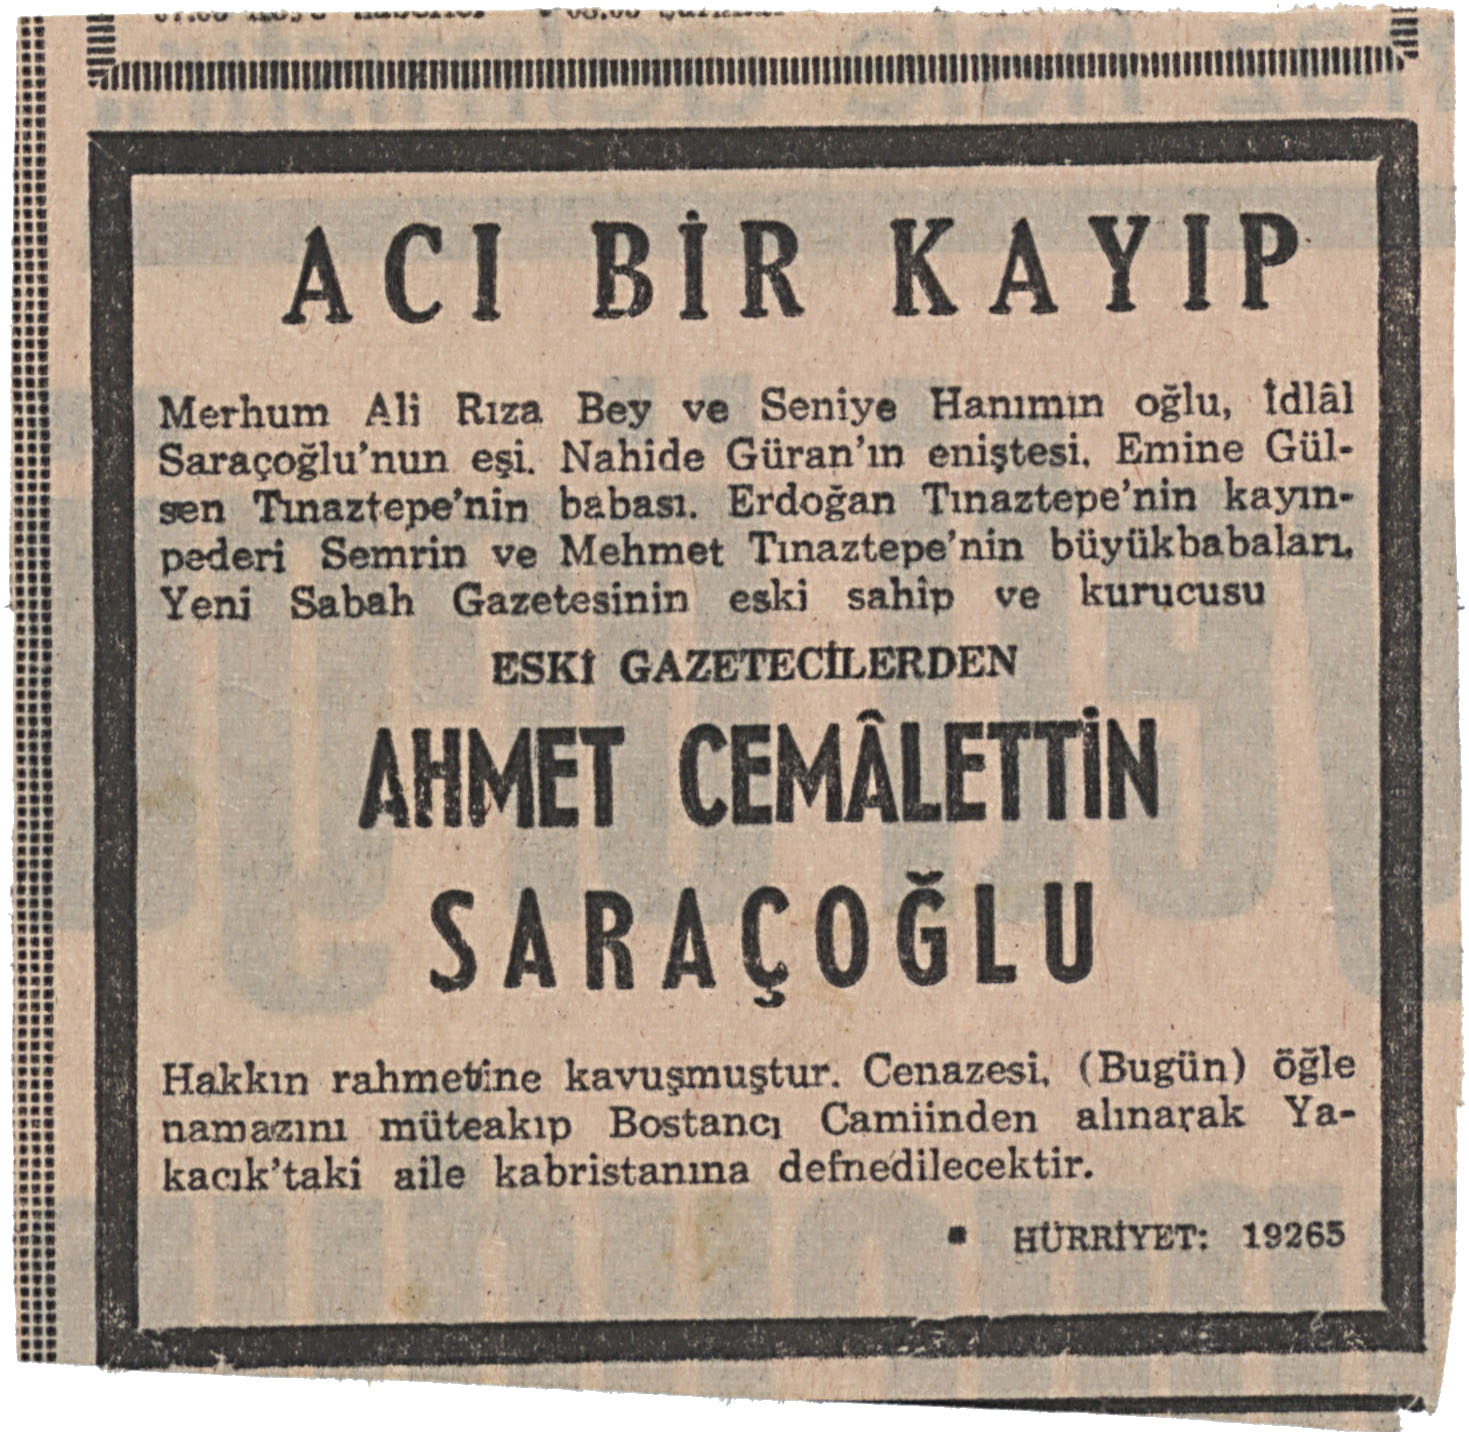 ACI BİR KAYIP
Merhum Ali Rıza Bey ve Seniye Hanımın oğlu, İdlâl
Saraçoğlu'nun eşi. Nahide Güran'ın eniştesi. Emine Gül-
sen Tınaztepe'nin babası. Erdoğan Tınaztepe'nin kayın-
pederi Semrin ve Mehmet Tınaztepe'nin büyükbabaları,
Yeni Sabah Gazetesinin eski sahip ve kurucusu
ESKİ GAZETECİLERDEN
AHMET CEMÂLETTİN
SARAÇOĞLU
Hakkın rahmetine kavuşmuştur. Cenazesi, (Bugün) öğle
namazını müteakıp Bostancı Camiinden alınarak Ya-
kacık'taki aile kabristanına defnedilecektir.
HÜRRİYET: 19265